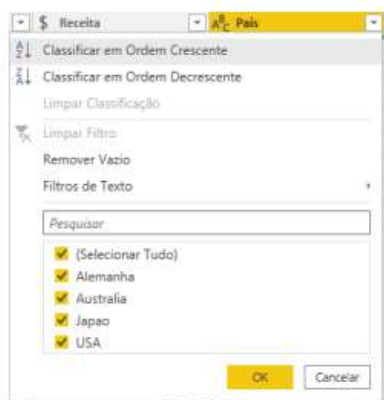 $ Receita ABC País
Classificar em Ordem Crescente
Classificar em Ordem Decrescente
Limpar Classificação
Limpar Filtro
Remover Vazio
Filtros de Texto
Pesquisar
(Selecionar Tudo)
Alemanha
Australia
Japao
USA
OK Cancelar